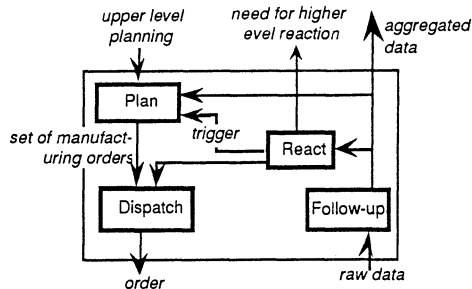 upper level
planning
need for higher
evel reaction
aggregated
data
Plan
set of manufact-
uring orders
trigger
React
Dispatch
Follow-up
order
raw data